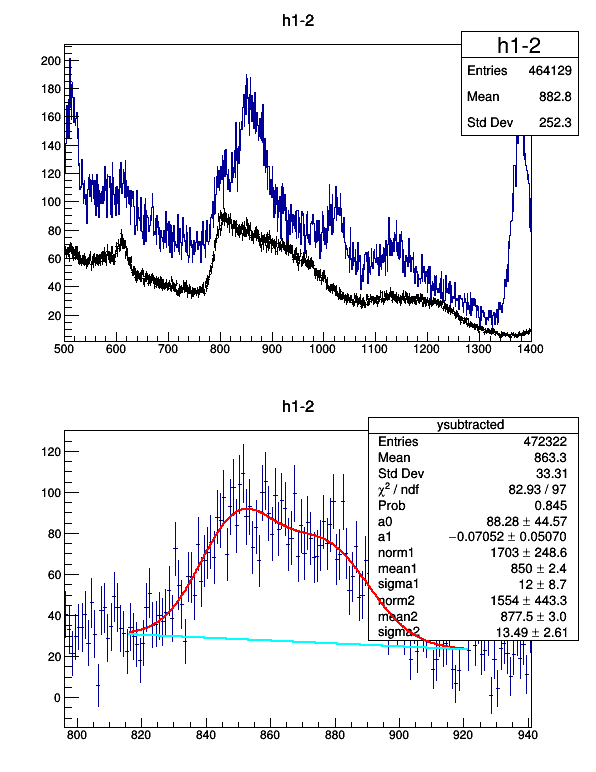 h1-2
h1-2
Entries 464129
Mean 882.8
Std Dev 252.3
200
180
160
140
120
100
80
60
40
20
500 600 700 800 900 1000 1100 1200 1300 1400
h1-2
ysubtracted
Entries 472322
Mean 863.3
Std Dev 33.31
χ² / ndf 82.93 / 97
Prob 0.845
a0 88.28 ± 44.57
a1 −0.07052 ± 0.05070
norm1 1703 ± 248.6
mean1 850 ± 2.4
sigma1 12 ± 8.7
norm2 1554 ± 443.3
mean2 877.5 ± 3.0
sigma2 13.49 ± 2.61
120
100
80
60
40
20
0
800 820 840 860 880 900 920 940